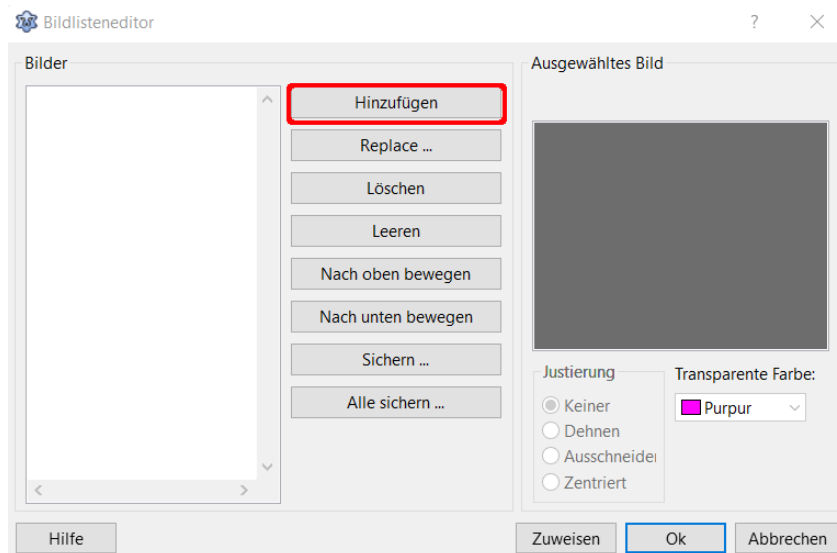 Bildlisteneditor
Bilder
Hinzufügen
Replace ...
Löschen
Leeren
Nach oben bewegen
Nach unten bewegen
Sichern ...
Alle sichern ...
Ausgewähltes Bild
Justierung
Keiner
Dehnen
Ausschneider
Zentriert
Transparente Farbe:
Purpur
Hilfe
Zuweisen
Ok
Abbrechen